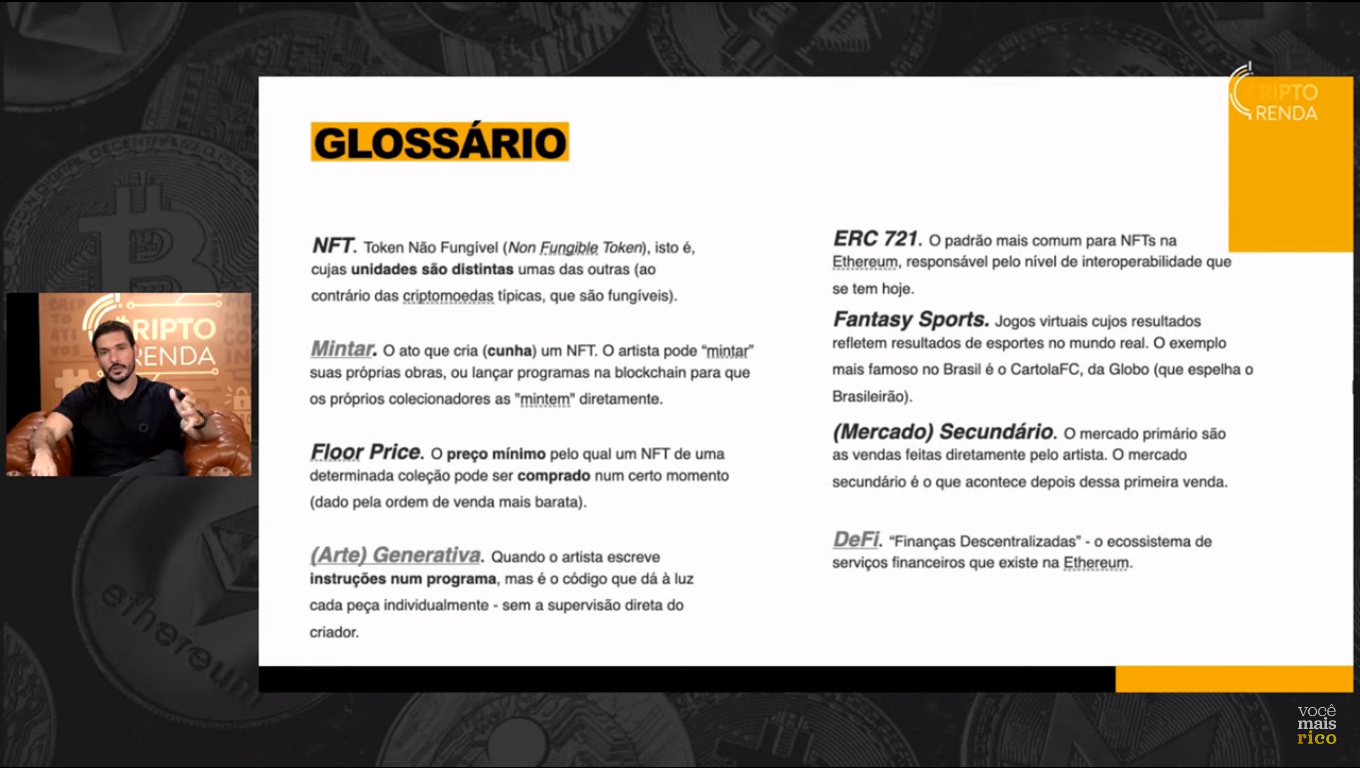 GLOSSÁRIO
CRIPTO
RENDA
NFT. Token Não Fungível (Non Fungible Token), isto é,
cujas unidades são distintas umas das outras (ao
contrário das criptomoedas típicas, que são fungíveis).
Mintar. O ato que cria (cunha) um NFT. O artista pode “mintar”
suas próprias obras, ou lançar programas na blockchain para que
os próprios colecionadores as "mintem" diretamente.
Floor Price. O preço mínimo pelo qual um NFT de uma
determinada coleção pode ser comprado num certo momento
(dado pela ordem de venda mais barata).
(Arte) Generativa. Quando o artista escreve
instruções num programa, mas é o código que dá à luz
cada peça individualmente - sem a supervisão direta do
criador.
ERC 721. O padrão mais comum para NFTs na
Ethereum, responsável pelo nível de interoperabilidade que
se tem hoje.
Fantasy Sports. Jogos virtuais cujos resultados
refletem resultados de esportes no mundo real. O exemplo
mais famoso no Brasil é o CartolaFC, da Globo (que espelha o
Brasileirão).
(Mercado) Secundário. O mercado primário são
as vendas feitas diretamente pelo artista. O mercado
secundário é o que acontece depois dessa primeira venda.
DeFi. “Finanças Descentralizadas” - o ecossistema de
serviços financeiros que existe na Ethereum.
CRIPTO
RENDA
ethereum
você
mais
rico